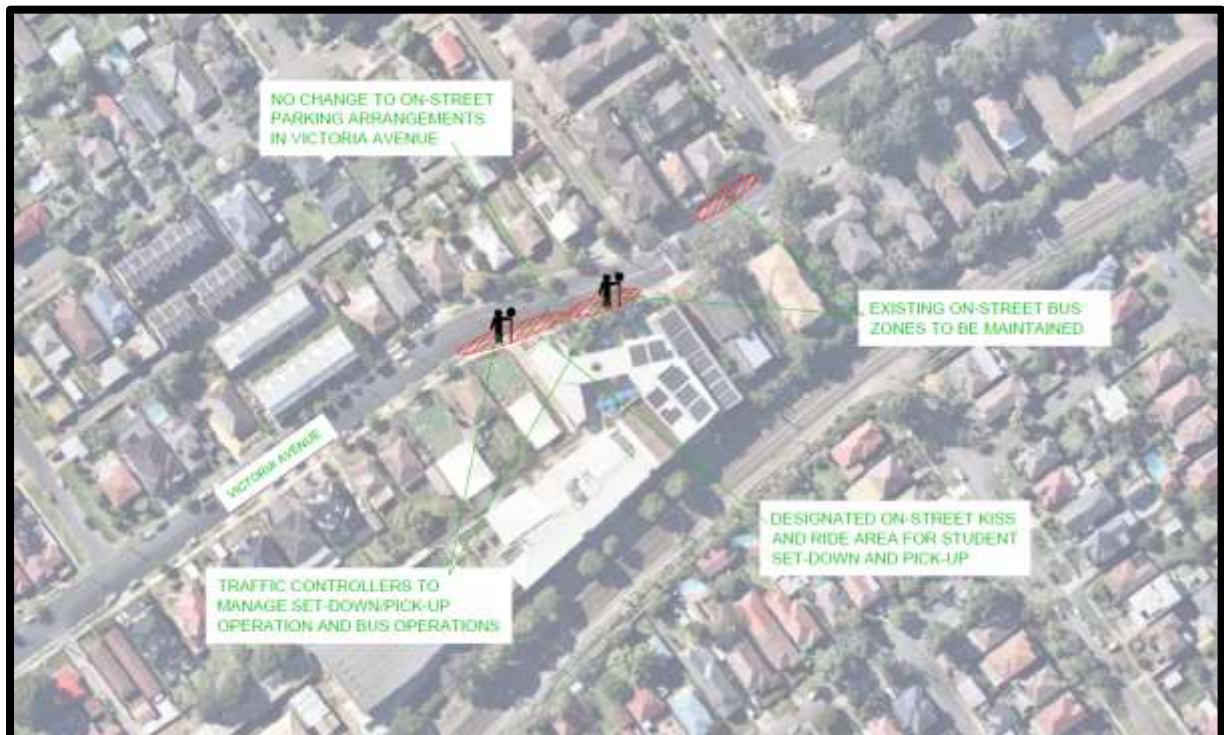 NO CHANGE TO ON-STREET
PARKING ARRANGEMENTS
IN VICTORIA AVENUE
EXISTING ON-STREET BUS
ZONES TO BE MAINTAINED
VICTORIA AVENUE
DESIGNATED ON-STREET KISS
AND RIDE AREA FOR STUDENT
SET-DOWN AND PICK-UP
TRAFFIC CONTROLLERS TO
MANAGE SET-DOWN/PICK-UP
OPERATION AND BUS OPERATIONS